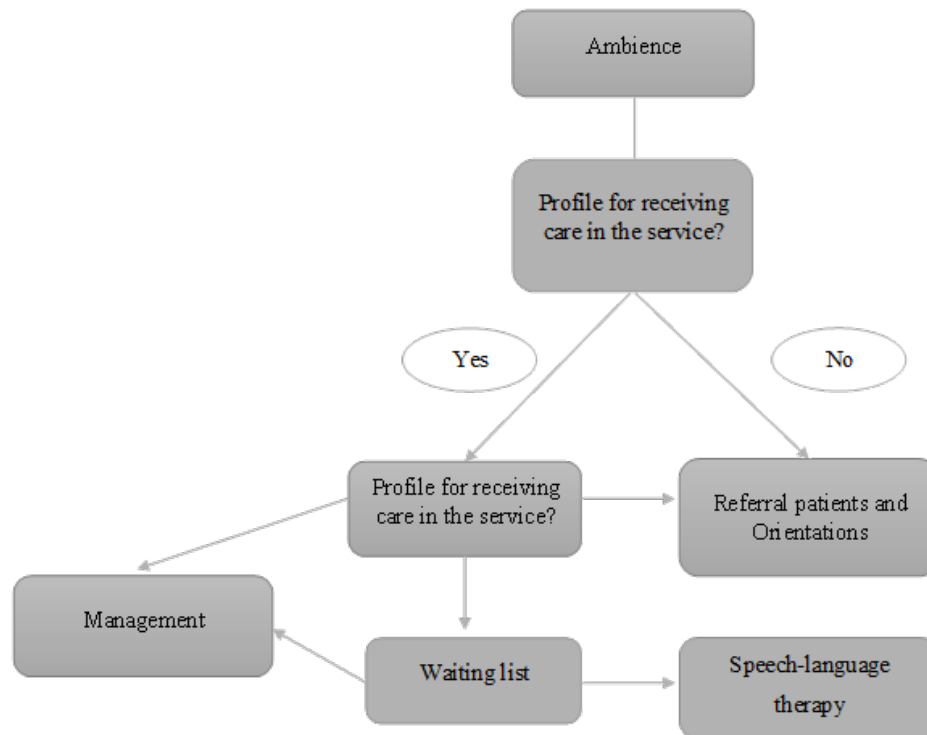 Ambience
Profile for receiving
care in the service?
Yes
No
Profile for receiving
care in the service?
Referral patients and
Orientations
Management
Waiting list
Speech-language
therapy